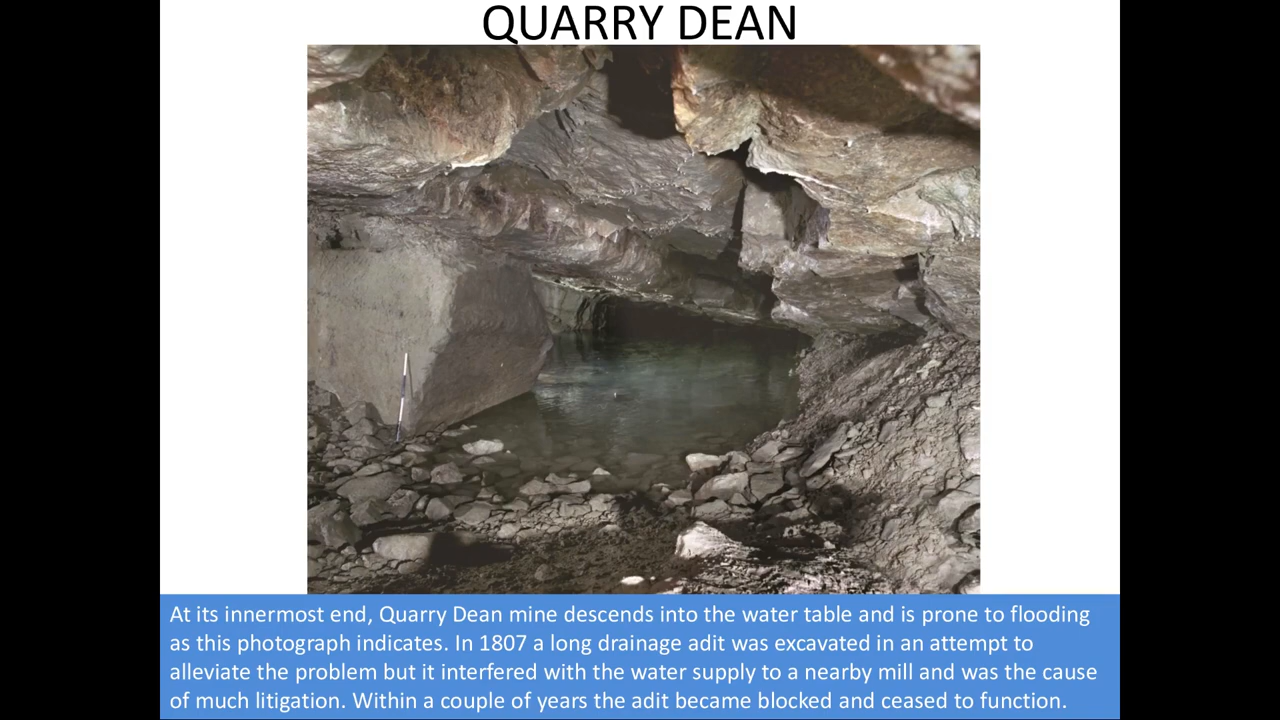 QUARRY DEAN
At its innermost end, Quarry Dean mine descends into the water table and is prone to flooding
as this photograph indicates. In 1807 a long drainage adit was excavated in an attempt to
alleviate the problem but it interfered with the water supply to a nearby mill and was the cause
of much litigation. Within a couple of years the adit became blocked and ceased to function.